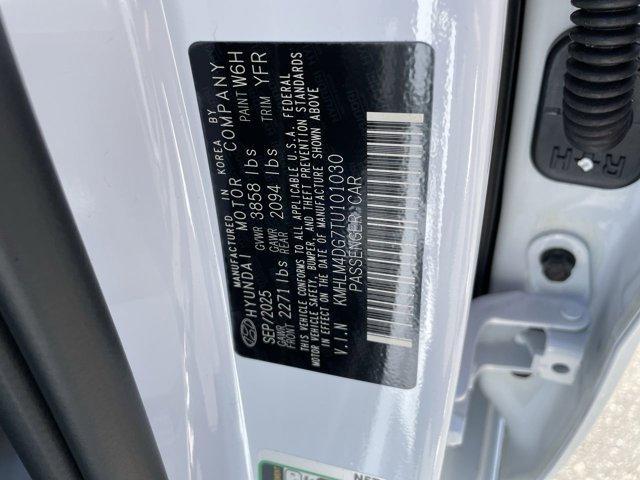 MANUFACTURED IN KOREA BY
HYUNDAI MOTOR COMPANY
SEP/2025 GVWR 3858 lbs PAINT W6H
GAWR FRONT 2271 lbs GAWR REAR 2094 lbs TRIM YFR
THIS VEHICLE CONFORMS TO ALL APPLICABLE U.S.A. FEDERAL
MOTOR VEHICLE SAFETY, BUMPER, AND THEFT PREVENTION STANDARDS
IN EFFECT ON THE DATE OF MANUFACTURE SHOWN ABOVE
V.I.N KMHLM4DG7TU101030
PASSENGER CAR
R+H